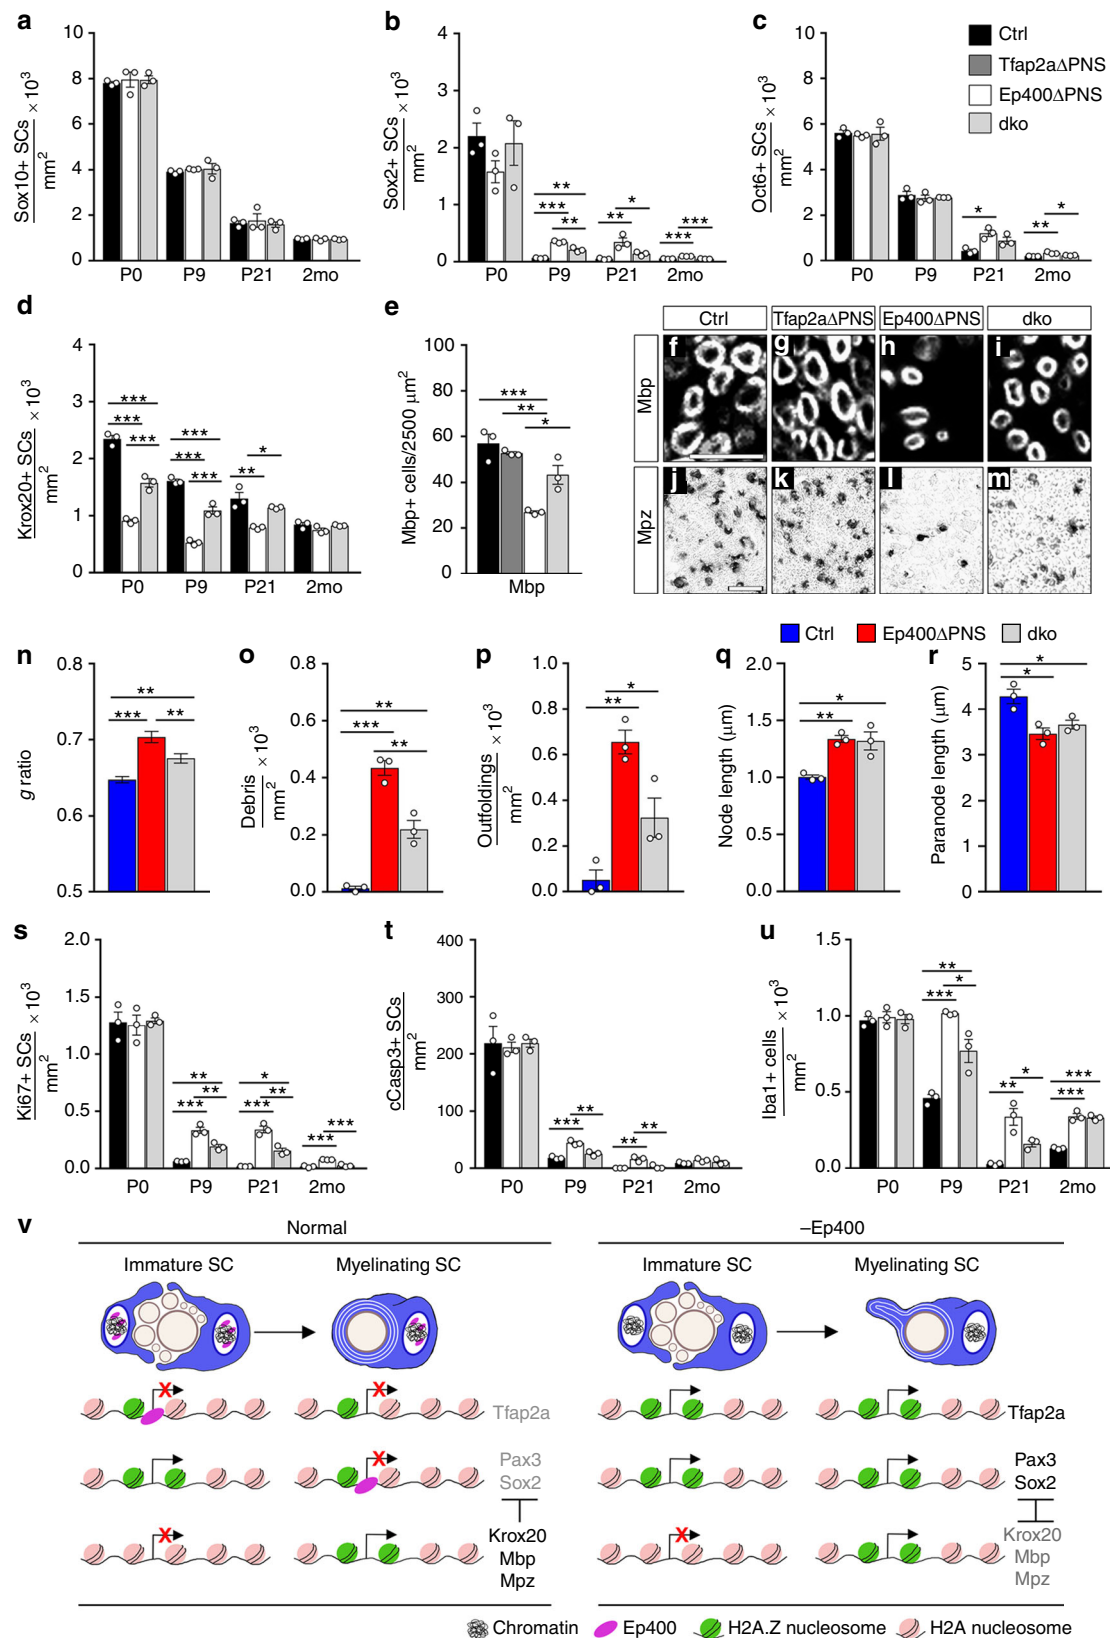 a
Sox10+ SCs × 10³
mm²
10
8
6
4
2
0
P0 P9 P21 2mo
b
Sox2+ SCs × 10³
mm²
4
3
2
1
0
** *** ** ** * *** ***
P0 P9 P21 2mo
c
Oct6+ SCs × 10³
mm²
10
8
6
4
2
0
* ** *
P0 P9 P21 2mo
Ctrl
Tfap2aΔPNS
Ep400ΔPNS
dko
d
Krox20+ SCs × 10³
mm²
4
3
2
1
0
*** *** *** *** *** *** ** *
P0 P9 P21 2mo
e
Mbp+ cells/2500 μm²
100
80
60
40
20
0
*** ** *
Mbp
Ctrl Tfap2aΔPNS Ep400ΔPNS dko
Mbp
f g h i
Mpz
j k l m
Ctrl Ep400ΔPNS dko
n
g ratio
0.8
0.7
0.6
0.5
** *** **
o
Debris × 10³
mm²
0.8
0.6
0.4
0.2
0.0
** *** **
p
Outfoldings × 10³
mm²
1.0
0.8
0.6
0.4
0.2
0.0
* **
q
Node length (μm)
2.0
1.5
1.0
0.5
0.0
* **
r
Paranode length (μm)
5
4
3
2
1
0
* *
s
Ki67+ SCs × 10³
mm²
2.0
1.5
1.0
0.5
0.0
** ** *** * ** *** *** ***
P0 P9 P21 2mo
t
cCasp3+ SCs
mm²
400
300
200
100
0
** *** ** **
P0 P9 P21 2mo
u
Iba1+ cells × 10³
mm²
1.5
1.0
0.5
0.0
** * *** ** * *** ***
P0 P9 P21 2mo
v
Normal
Immature SC Myelinating SC
X X Tfap2a
X Pax3
Sox2
X Krox20
Mbp
Mpz
–Ep400
Immature SC Myelinating SC
Tfap2a
Pax3
Sox2
X Krox20
Mbp
Mpz
Chromatin Ep400 H2A.Z nucleosome H2A nucleosome